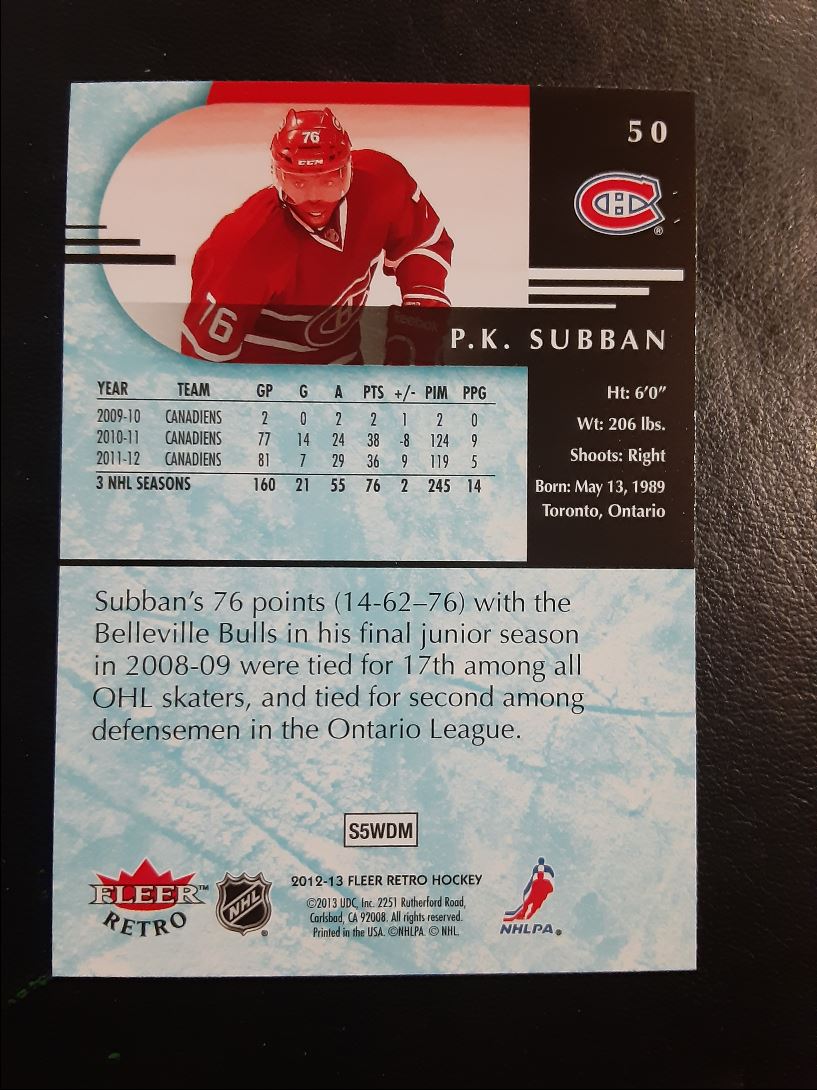 50
®
76
CCM
76
7
Reebok
P.K. SUBBAN
YEAR TEAM GP G A PTS +/- PIM PPG
2009-10 CANADIENS 2 0 2 2 1 2 0
2010-11 CANADIENS 77 14 24 38 -8 124 9
2011-12 CANADIENS 81 7 29 36 9 119 5
3 NHL SEASONS 160 21 55 76 2 245 14
Ht: 6'0"
Wt: 206 lbs.
Shoots: Right
Born: May 13, 1989
Toronto, Ontario
Subban's 76 points (14-62–76) with the
Belleville Bulls in his final junior season
in 2008-09 were tied for 17th among all
OHL skaters, and tied for second among
defensemen in the Ontario League.
S5WDM
FLEER™
RETRO
NHL®
2012-13 FLEER RETRO HOCKEY
©2013 UDC, Inc. 2251 Rutherford Road,
Carlsbad, CA 92008. All rights reserved.
Printed in the USA. ©NHLPA. © NHL.
NHLPA®